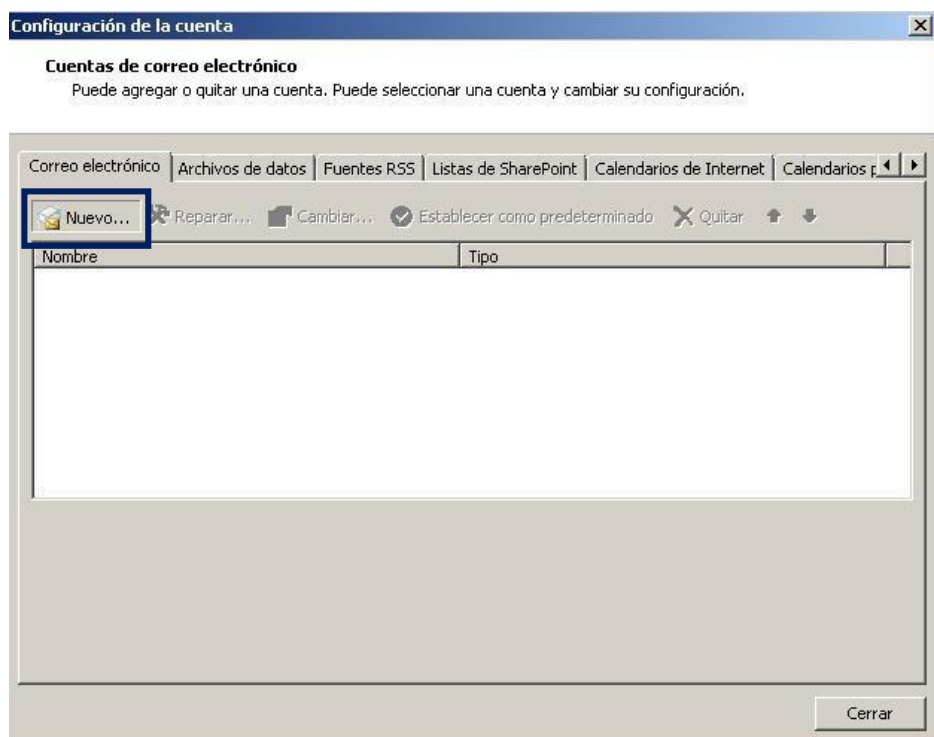 Configuración de la cuenta
Cuentas de correo electrónico
Puede agregar o quitar una cuenta. Puede seleccionar una cuenta y cambiar su configuración.
Correo electrónico Archivos de datos Fuentes RSS Listas de SharePoint Calendarios de Internet Calendarios p
Nuevo... Reparar... Cambiar... Establecer como predeterminado Quitar
Nombre Tipo
Cerrar